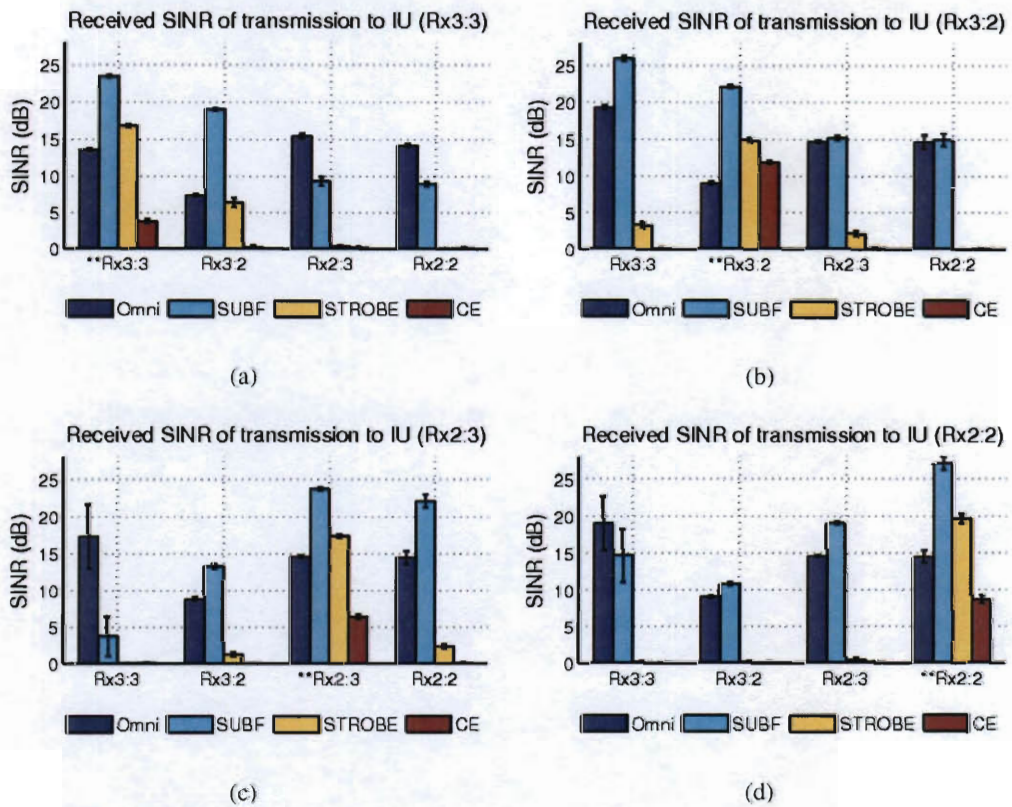 Received SINR of transmission to IU (Rx3:3)
SINR (dB)
25
20
15
10
5
0
**Rx3:3 Rx3:2 Rx2:3 Rx2:2
Omni SUBF STROBE CE
(a)
Received SINR of transmission to IU (Rx3:2)
SINR (dB)
25
20
15
10
5
0
Rx3:3 **Rx3:2 Rx2:3 Rx2:2
Omni SUBF STROBE CE
(b)
Received SINR of transmission to IU (Rx2:3)
SINR (dB)
25
20
15
10
5
0
Rx3:3 Rx3:2 **Rx2:3 Rx2:2
Omni SUBF STROBE CE
(c)
Received SINR of transmission to IU (Rx2:2)
SINR (dB)
25
20
15
10
5
0
Rx3:3 Rx3:2 Rx2:3 **Rx2:2
Omni SUBF STROBE CE
(d)